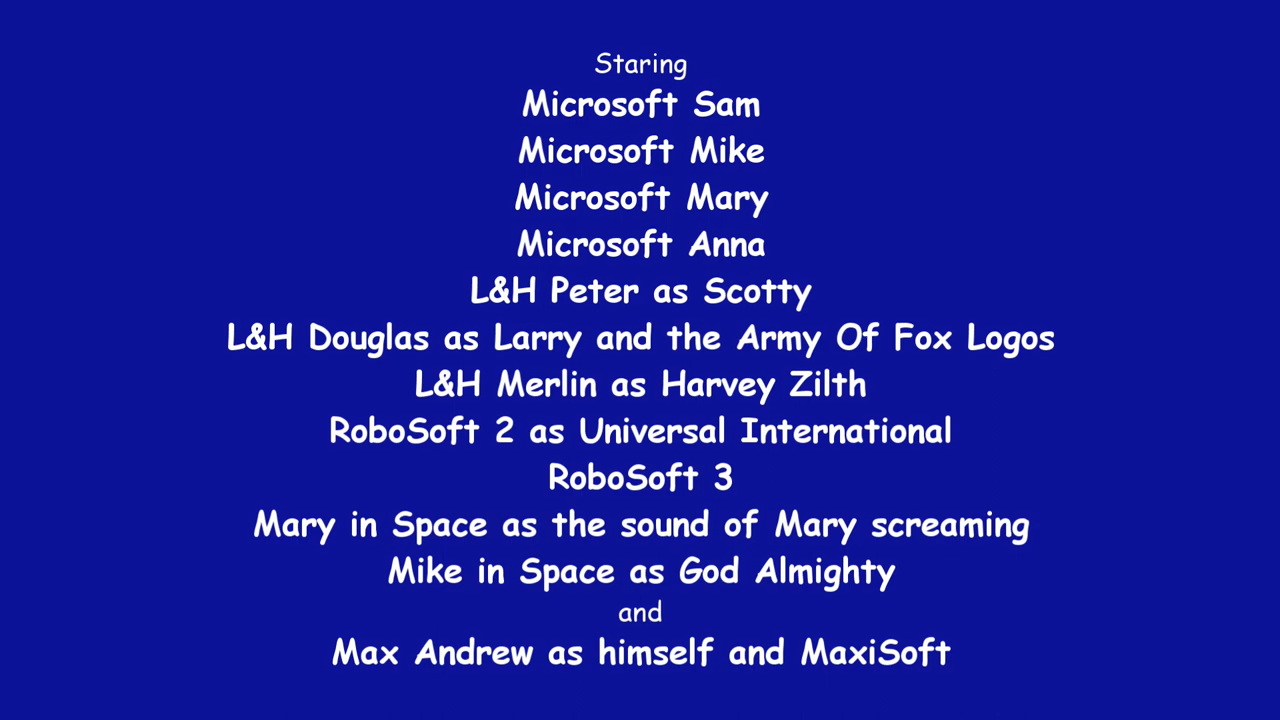 Staring
Microsoft Sam
Microsoft Mike
Microsoft Mary
Microsoft Anna
L&H Peter as Scotty
L&H Douglas as Larry and the Army Of Fox Logos
L&H Merlin as Harvey Zilth
RoboSoft 2 as Universal International
RoboSoft 3
Mary in Space as the sound of Mary screaming
Mike in Space as God Almighty
and
Max Andrew as himself and MaxiSoft